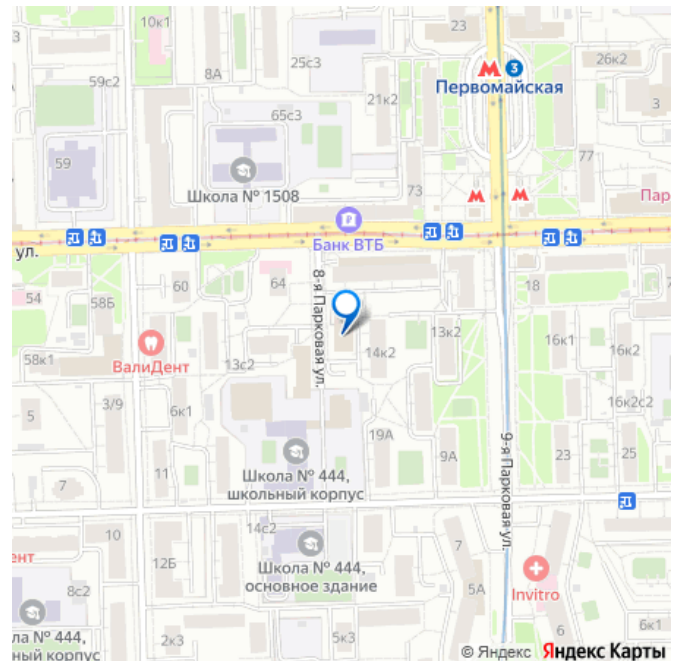 10к1
23
25с3
59с2
8А
М 3
Первомайская
26к2
21к2
3
65с3
59
77
Школа № 1508
73
М
М
Пар
Банк ВТБ
ул.
8-я Парковая ул.
54
60
64
18
7
58Б
13к2
58к1
ВалиДент
13с2
14к2
16к1
16к2
3/9
16к2с2
5
6к1
19А
9-я Парковая ул.
11
Школа № 444,
школьный корпус
9А
23
25
7
10
14с2
ент
12Б
Школа № 444,
основное здание
7
8с2
5А
Invitro
ла № 444,
ный корпус
2к3
5к3
6
6к1
© Яндекс Яндекс Карты